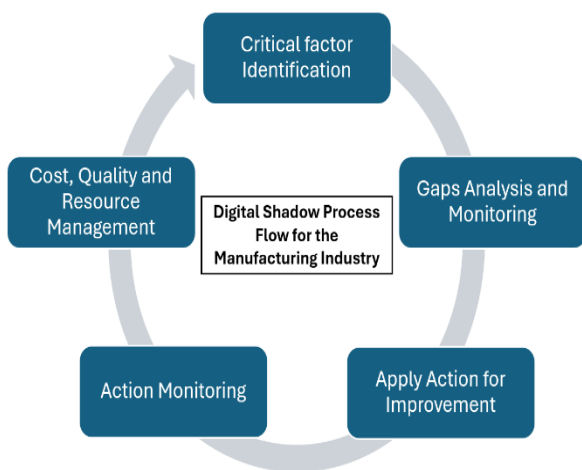 Critical factor
Identification
Cost, Quality and
Resource
Management
Digital Shadow Process
Flow for the
Manufacturing Industry
Gaps Analysis and
Monitoring
Action Monitoring
Apply Action for
Improvement